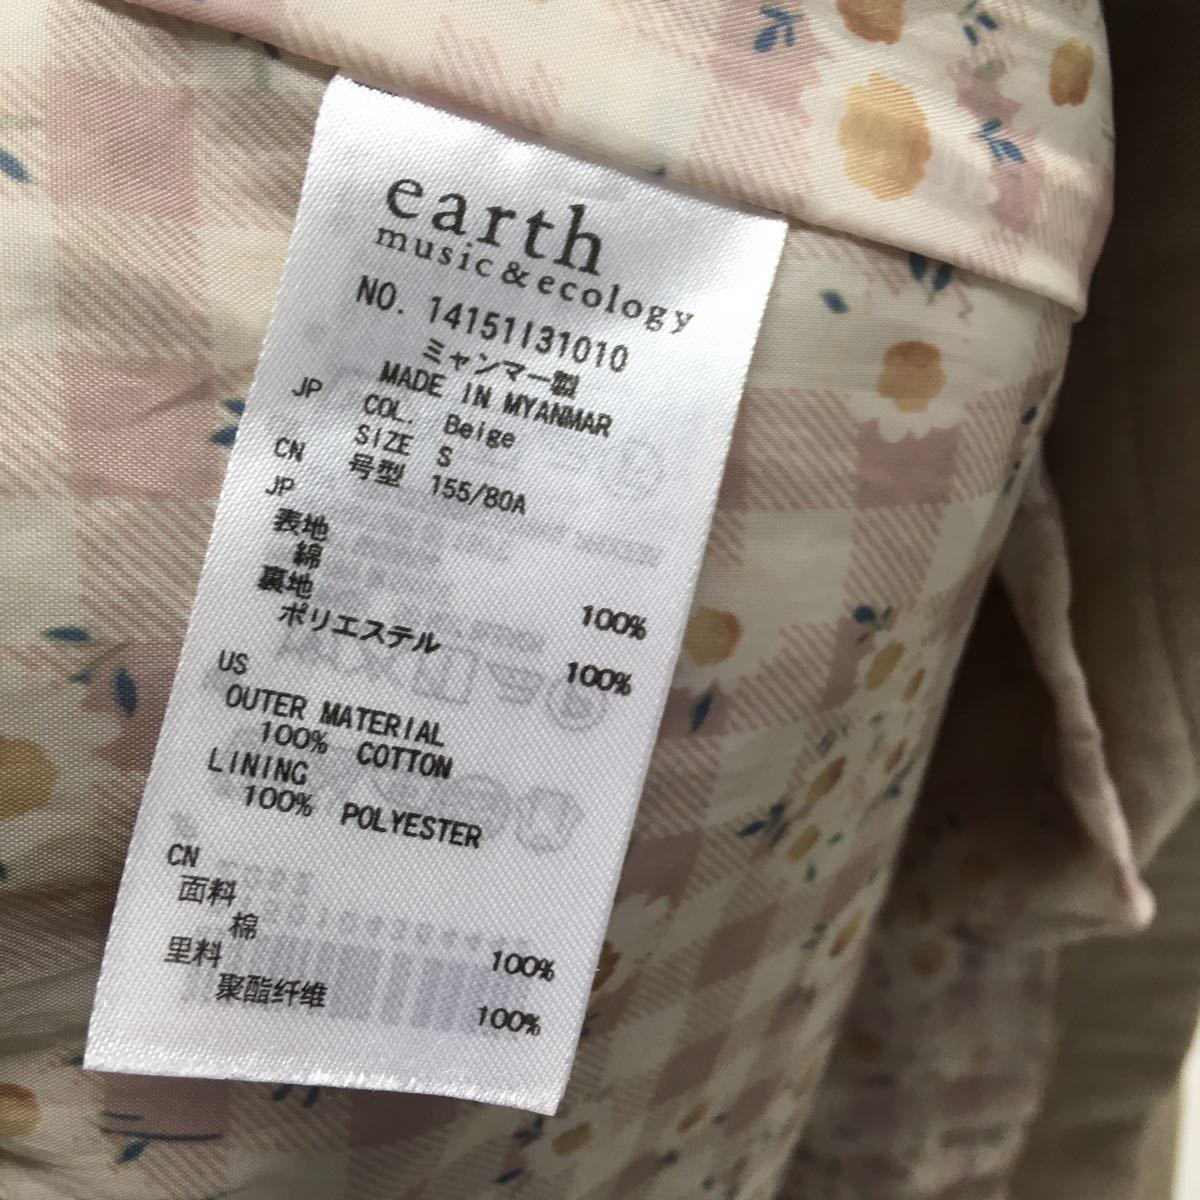 earth
music & ecology
NO. 14151I31010
ミャンマー製
MADE IN MYANMAR
JP COL. Beige
SIZE S
CN 号型 155/80A
JP
表地
綿 100%
裏地
ポリエステル 100%
US
OUTER MATERIAL
100% COTTON
LINING
100% POLYESTER
CN
面料
棉 100%
里料
聚酯纤维 100%